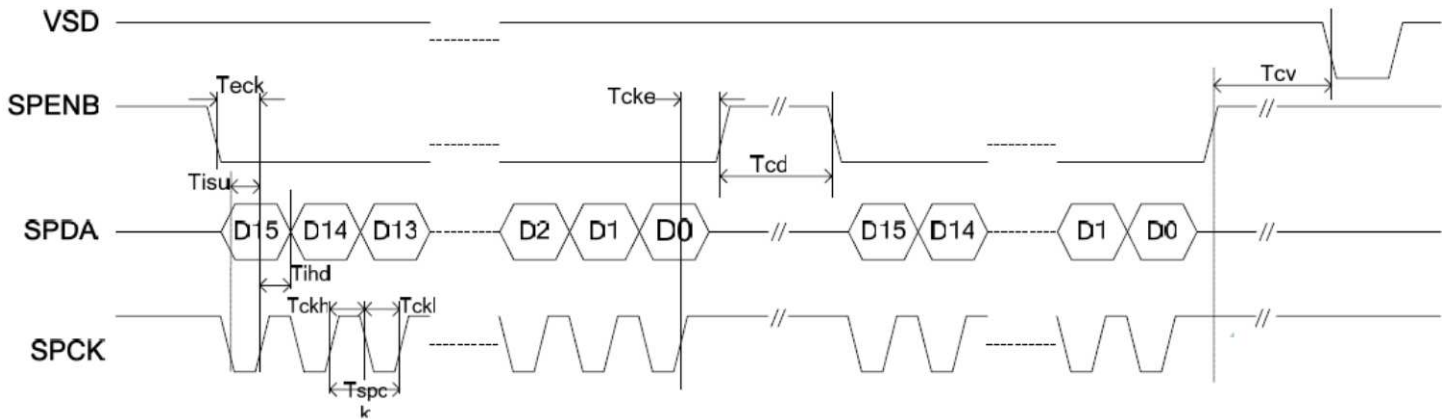 VSD
Teck
Tcke
Tcv
SPENB
Tisu
Tcd
SPDA
D15 D14 D13 D2 D1 D0 D15 D14 D1 D0
Tihd
Tckh Tckl
SPCK
Tspc
k